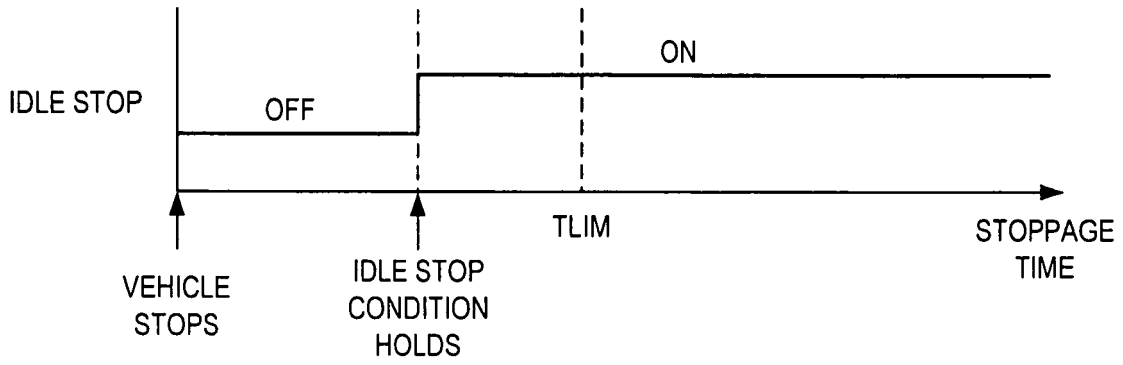 ON
IDLE STOP
OFF
TLIM
STOPPAGE
TIME
VEHICLE
STOPS
IDLE STOP
CONDITION
HOLDS